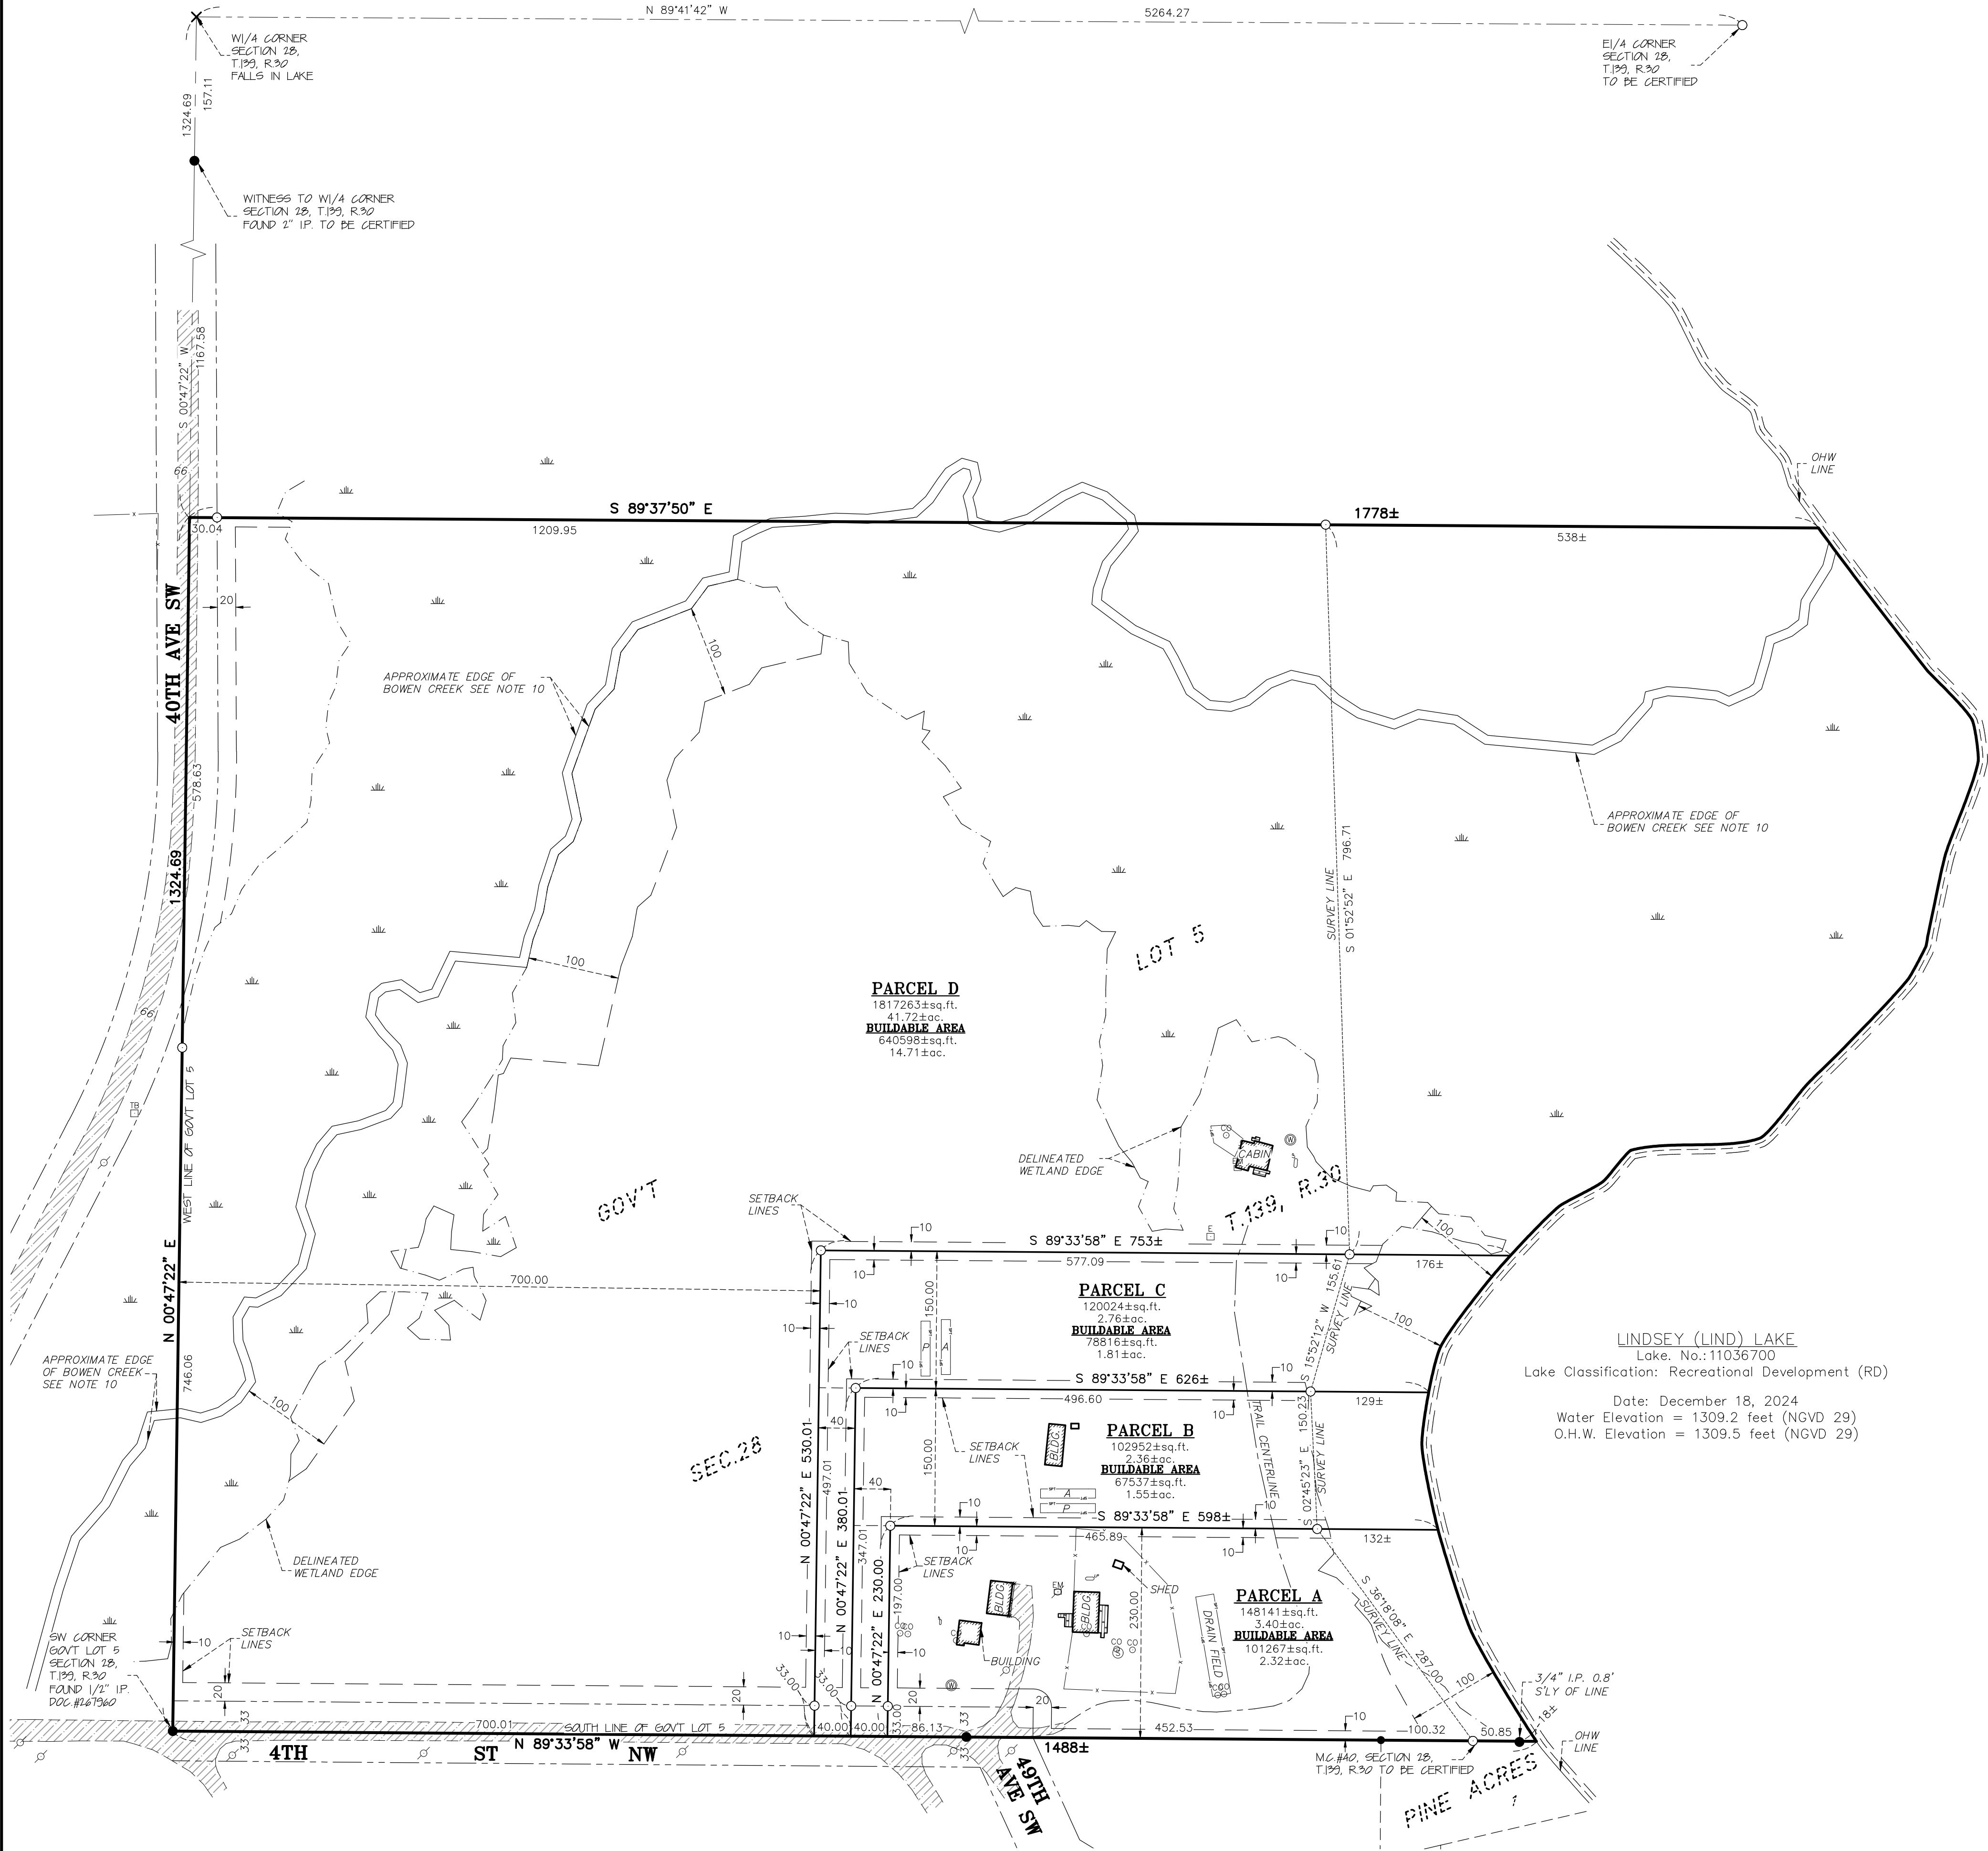 N 89°41'42" W
5264.27
W1/4 CORNER
SECTION 28,
T.139, R.30
FALLS IN LAKE
E1/4 CORNER
SECTION 28,
T.139, R.30
TO BE CERTIFIED
1324.69
157.11
WITNESS TO W1/4 CORNER
SECTION 28, T.139, R.30
FOUND 2" I.P. TO BE CERTIFIED
S 00°47'22" W
1167.58
OHW
LINE
66
S 89°37'50" E
1778±
30.04
1209.95
538±
20
40TH AVE SW
100
APPROXIMATE EDGE OF
BOWEN CREEK SEE NOTE 10
578.63
1324.69
APPROXIMATE EDGE OF
BOWEN CREEK SEE NOTE 10
SURVEY LINE
S 01°52'52" E 796.71
LOT 5
100
PARCEL D
1817263±sq.ft.
41.72±ac.
BUILDABLE AREA
640598±sq.ft.
14.71±ac.
66
TB
WEST LINE OF GOV'T LOT 5
CO
W
CABIN
EM
DELINEATED
WETLAND EDGE
GOV'T
T.139, R.30
SETBACK
LINES
E
10
S 89°33'58" E 753±
10
100
577.09
176±
10
10
N 00°47'22" E
700.00
150.00
PARCEL C
120024±sq.ft.
2.76±ac.
BUILDABLE AREA
78816±sq.ft.
1.81±ac.
S 15°52'12" W 155.61
SURVEY LINE
100
10
10
SETBACK
LINES
P
A
LINDSEY (LIND) LAKE
Lake. No.:11036700
Lake Classification: Recreational Development (RD)
Date: December 18, 2024
Water Elevation = 1309.2 feet (NGVD 29)
O.H.W. Elevation = 1309.5 feet (NGVD 29)
APPROXIMATE EDGE
OF BOWEN CREEK
SEE NOTE 10
746.06
100
10
S 89°33'58" E 626±
10
496.60
129±
10
10
40
SEC.28
150.00
SETBACK
LINES
BLDG.
PARCEL B
102952±sq.ft.
2.36±ac.
BUILDABLE AREA
67537±sq.ft.
1.55±ac.
TRAIL CENTERLINE
S 02°45'23" E 150.23
SURVEY LINE
N 00°47'22" E 530.01
497.01
40
A
P
10
S 89°33'58" E 598±
10
465.89
132±
10
10
N 00°47'22" E 380.01
347.01
DELINEATED
WETLAND EDGE
SETBACK
LINES
N 00°47'22" E 230.00
197.00
BLDG.
EM
SHED
BLDG.
230.00
PARCEL A
148141±sq.ft.
3.40±ac.
BUILDABLE AREA
101267±sq.ft.
2.32±ac.
S 36°18'08" E 287.00
SURVEY LINE
DRAIN FIELD
SW CORNER
GOV'T LOT 5
SECTION 28,
T.139, R.30
FOUND 1/2" I.P.
DOC.#267960
10
SETBACK
LINES
10
10
10
CO
CO
CO
CO
CO
CO
S
BUILDING
W
CO
CO
100
3/4" I.P. 0.8'
S'LY OF LINE
18±
20
20
33.00
33.00
20
20
33.00
33
33
700.01
SOUTH LINE OF GOV'T LOT 5
40.00
40.00
86.13
33
33
452.53
10
100.32
50.85
OHW
LINE
N 89°33'58" W
1488±
4TH
ST
NW
49TH
AVE SW
M.C.#40, SECTION 28,
T.139, R.30 TO BE CERTIFIED
PINE ACRES
1